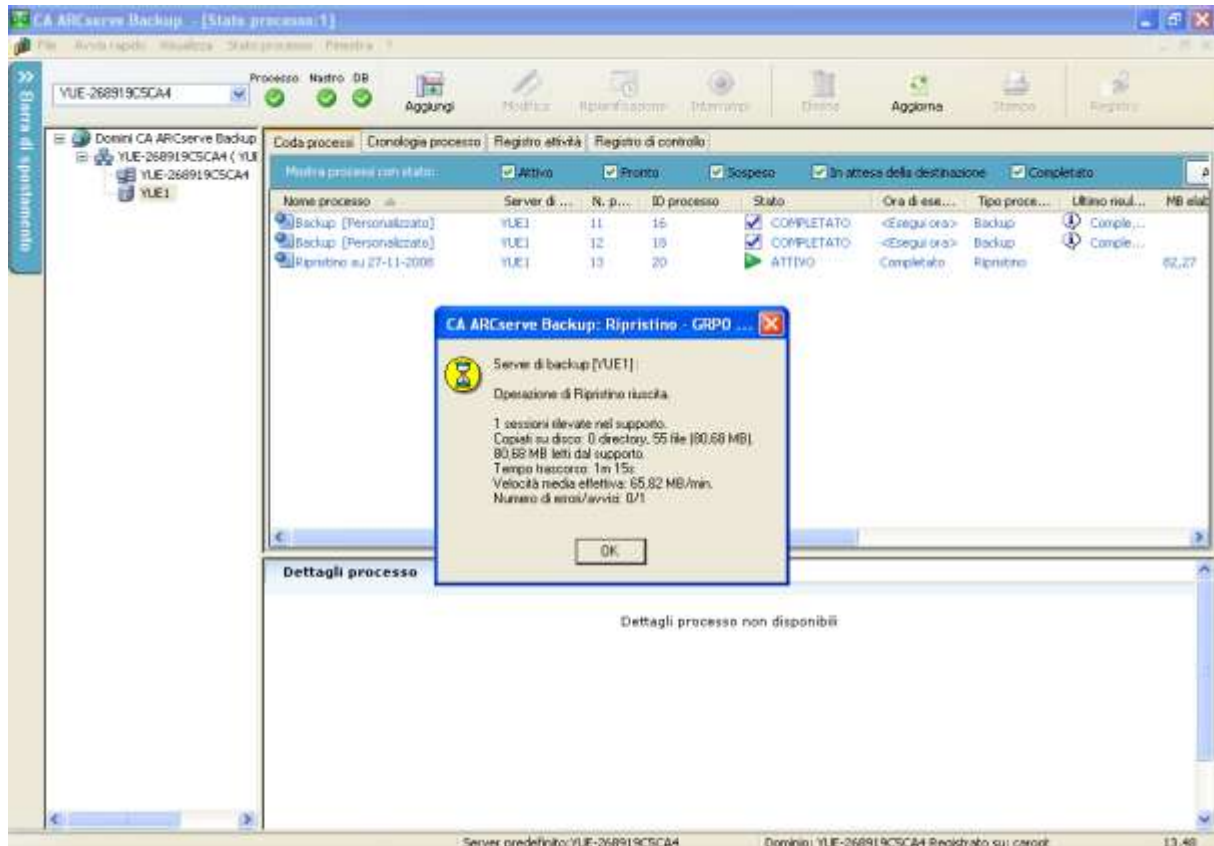 CA ARCserve Backup - [Stato processo:1]
File Avvio rapido Visualizza Stato processo Finestra ?
Barra di spostamento
YUE-268919C5CA4
Processo Nastro DB
Aggiungi Modifica Ripianificazione Interrompi Elimina Aggiorna Stampa Registro
Domini CA ARCserve Backup
YUE-268919C5CA4 ( YUE
YUE-268919C5CA4
YUE1
Coda processi Cronologia processo Registro attività Registro di controllo
Mostra processi con stato: Attivo Pronto Sospeso In attesa della destinazione Completato
Nome processo Server di ... N. p... ID processo Stato Ora di ese... Tipo proce... Ultimo risul... MB elab
Backup [Personalizzato] YUE1 11 16 COMPLETATO <Esegui ora> Backup Comple...
Backup [Personalizzato] YUE1 12 18 COMPLETATO <Esegui ora> Backup Comple...
Ripristino su 27-11-2008 YUE1 13 20 ATTIVO Completato Ripristino 82,27
CA ARCserve Backup: Ripristino - GRPO ...
Server di backup [YUE1] :
Operazione di Ripristino riuscita.
1 sessioni rilevate nel supporto.
Copiati su disco: 0 directory, 55 file (80,68 MB).
80,68 MB letti dal supporto.
Tempo trascorso: 1m 15s
Velocità media effettiva: 65,82 MB/min.
Numero di errori/avvisi: 0/1
OK
Dettagli processo
Dettagli processo non disponibili
Server predefinito:YUE-268919C5CA4 Dominio: YUE-268919C5CA4 Registrato su: caroot 13.48